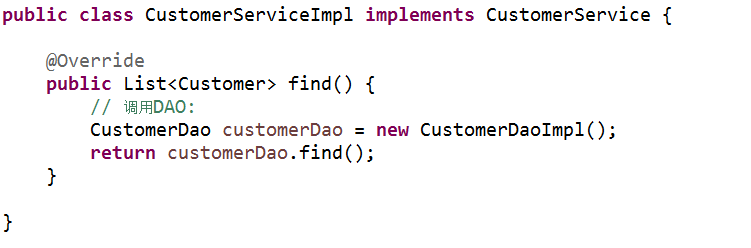 public class CustomerServiceImpl implements CustomerService {
@Override
public List<Customer> find() {
// 调用DAO:
CustomerDao customerDao = new CustomerDaoImpl();
return customerDao.find();
}
}